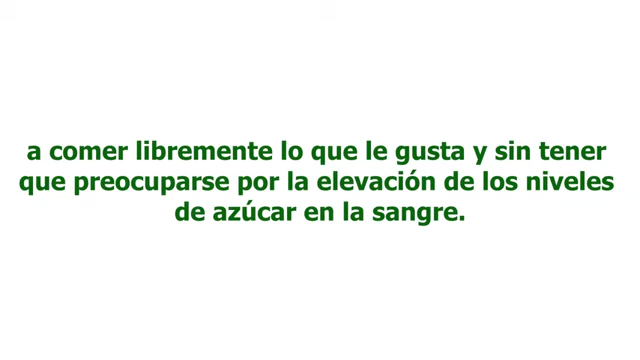 a comer libremente lo que le gusta y sin tener
que preocuparse por la elevación de los niveles
de azúcar en la sangre.